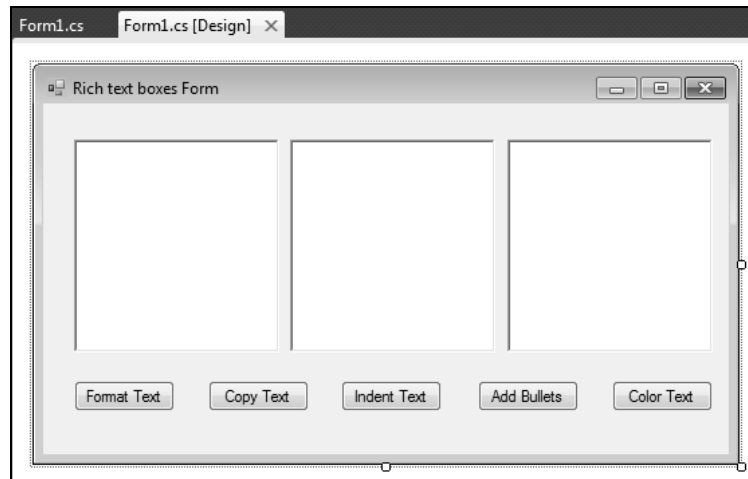 Form1.cs Form1.cs [Design]
Rich text boxes Form
Format Text Copy Text Indent Text Add Bullets Color Text